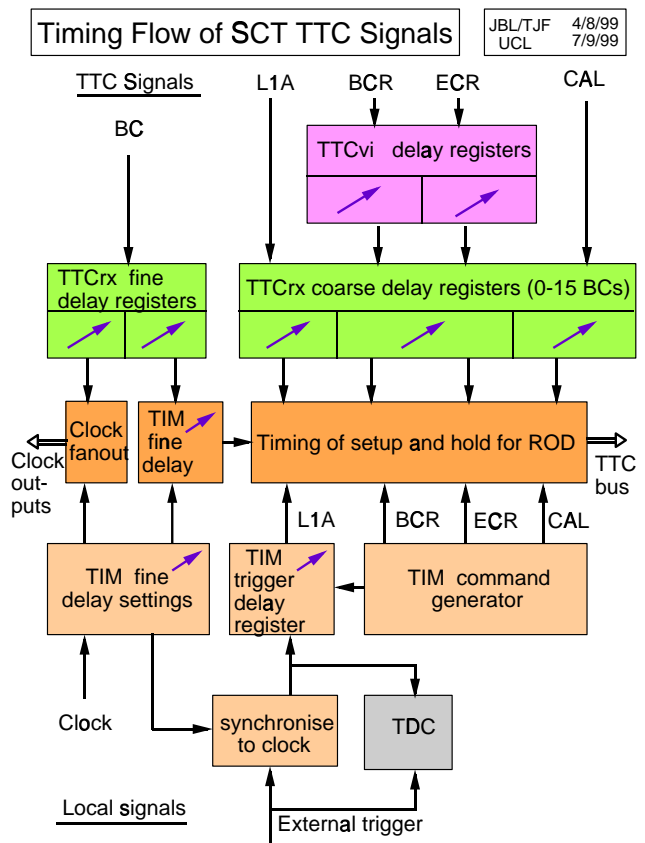 Timing Flow of SCT TTC Signals
JBL/TJF 4/8/99
UCL 7/9/99
TTC Signals
L1A
BCR
ECR
CAL
BC
TTCvi delay registers
TTCrx fine
delay registers
TTCrx coarse delay registers (0-15 BCs)
Clock
fanout
TIM
fine
delay
Timing of setup and hold for ROD
Clock
out-
puts
TTC
bus
L1A
BCR
ECR
CAL
TIM fine
delay settings
TIM
trigger
delay
register
TIM command
generator
Clock
synchronise
to clock
TDC
Local signals
External trigger